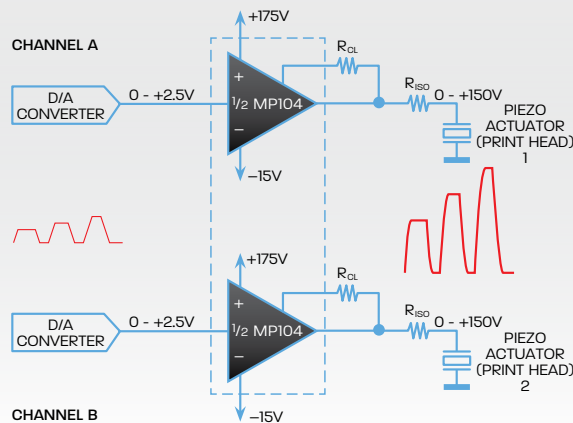 +175V
CHANNEL A
R_CL
D/A
CONVERTER
0 - +2.5V
+
1/2 MP104
–
R_ISO
0 - +150V
PIEZO
ACTUATOR
(PRINT HEAD)
1
–15V
+175V
R_CL
D/A
CONVERTER
0 - +2.5V
+
1/2 MP104
–
R_ISO
0 - +150V
PIEZO
ACTUATOR
(PRINT HEAD)
2
–15V
CHANNEL B